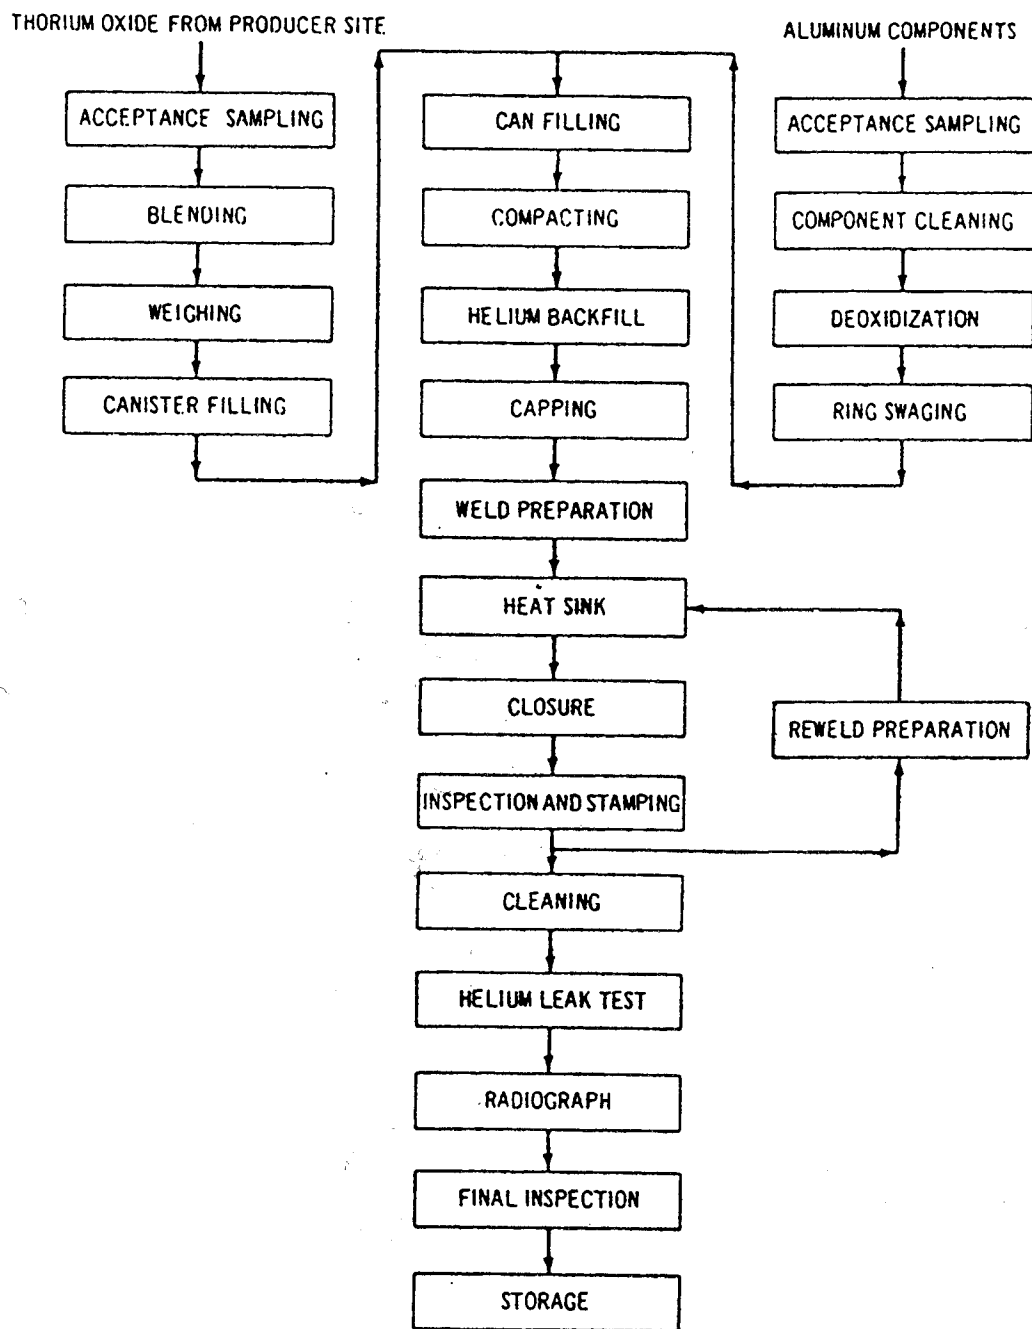 THORIUM OXIDE FROM PRODUCER SITE
ACCEPTANCE SAMPLING
BLENDING
WEIGHING
CANISTER FILLING
CAN FILLING
COMPACTING
HELIUM BACKFILL
CAPPING
WELD PREPARATION
HEAT SINK
CLOSURE
INSPECTION AND STAMPING
CLEANING
HELIUM LEAK TEST
RADIOGRAPH
FINAL INSPECTION
STORAGE
ALUMINUM COMPONENTS
ACCEPTANCE SAMPLING
COMPONENT CLEANING
DEOXIDIZATION
RING SWAGING
REWELD PREPARATION